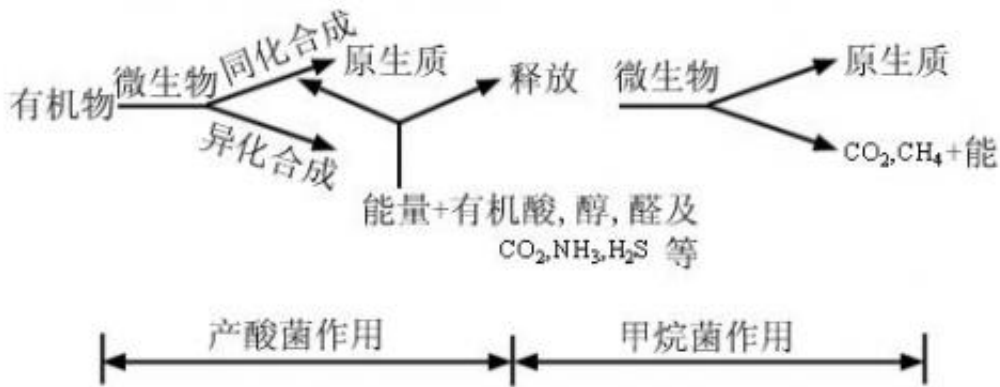 有机物
微生物
同化合成
原生质
异化合成
释放
能量+有机酸,醇,醛及
CO₂,NH₃,H₂S 等
微生物
原生质
CO₂,CH₄+能
产酸菌作用
甲烷菌作用